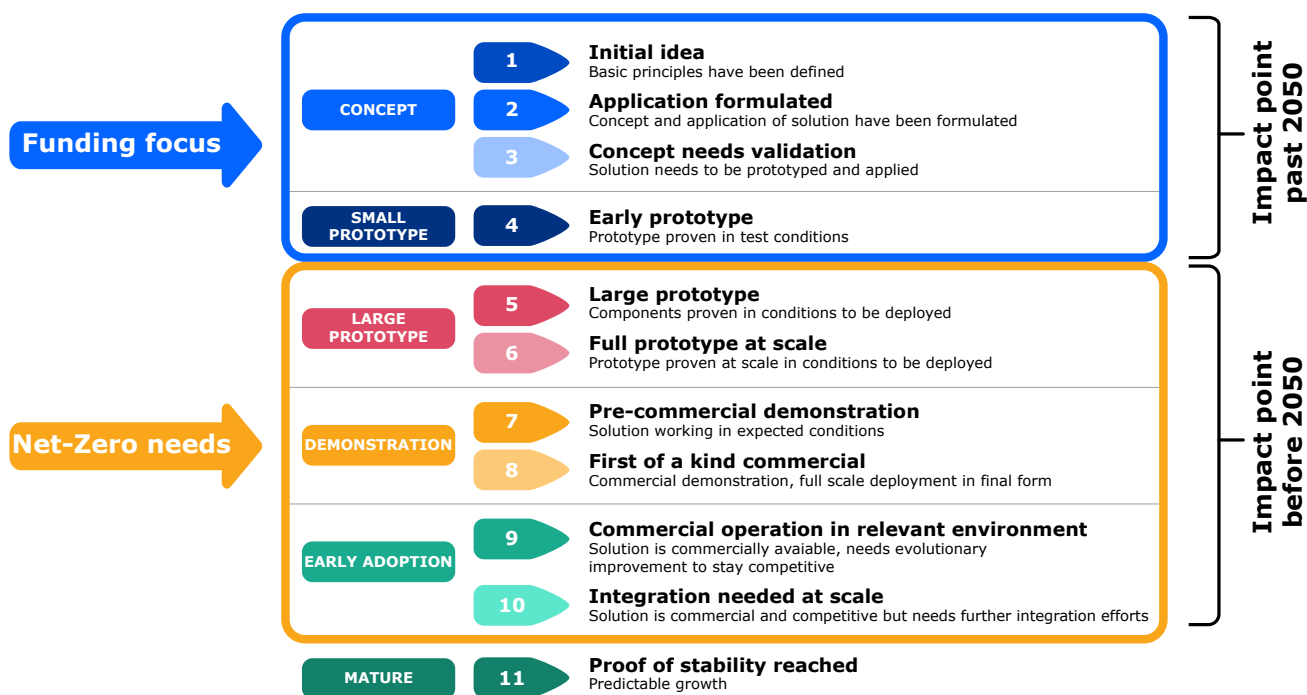 Funding focus
CONCEPT
1
Initial idea
Basic principles have been defined
2
Application formulated
Concept and application of solution have been formulated
3
Concept needs validation
Solution needs to be prototyped and applied
SMALL
PROTOTYPE
4
Early prototype
Prototype proven in test conditions
Impact point
past 2050
Net-Zero needs
LARGE
PROTOTYPE
5
Large prototype
Components proven in conditions to be deployed
6
Full prototype at scale
Prototype proven at scale in conditions to be deployed
DEMONSTRATION
7
Pre-commercial demonstration
Solution working in expected conditions
8
First of a kind commercial
Commercial demonstration, full scale deployment in final form
EARLY ADOPTION
9
Commercial operation in relevant environment
Solution is commercially avaiable, needs evolutionary
improvement to stay competitive
10
Integration needed at scale
Solution is commercial and competitive but needs further integration efforts
Impact point
before 2050
MATURE
11
Proof of stability reached
Predictable growth